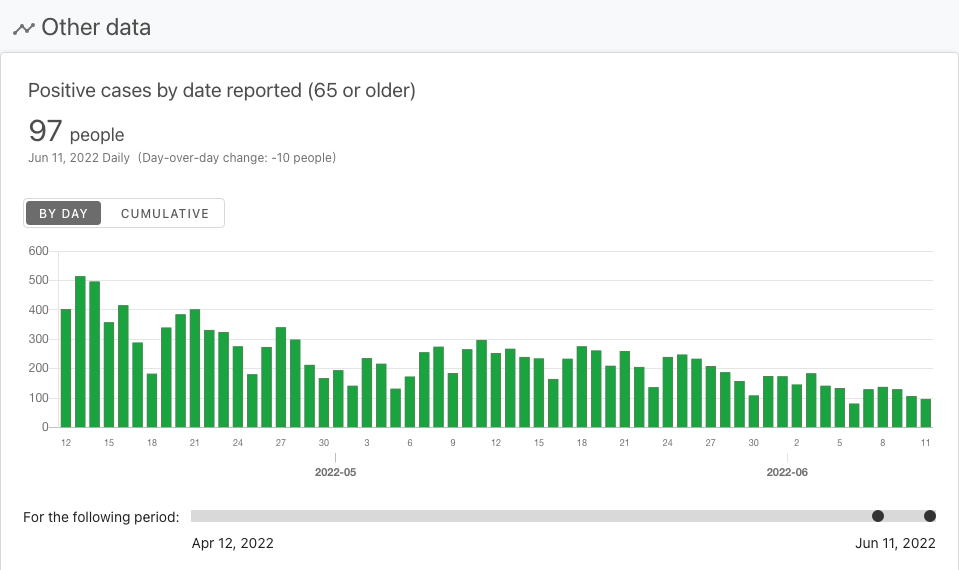 Other data
Positive cases by date reported (65 or older)
97 people
Jun 11, 2022 Daily (Day-over-day change: -10 people)
BY DAY CUMULATIVE
600
500
400
300
200
100
0
12 15 18 21 24 27 30 3 6 9 12 15 18 21 24 27 30 2 5 8 11
2022-05 2022-06
For the following period:
Apr 12, 2022 Jun 11, 2022